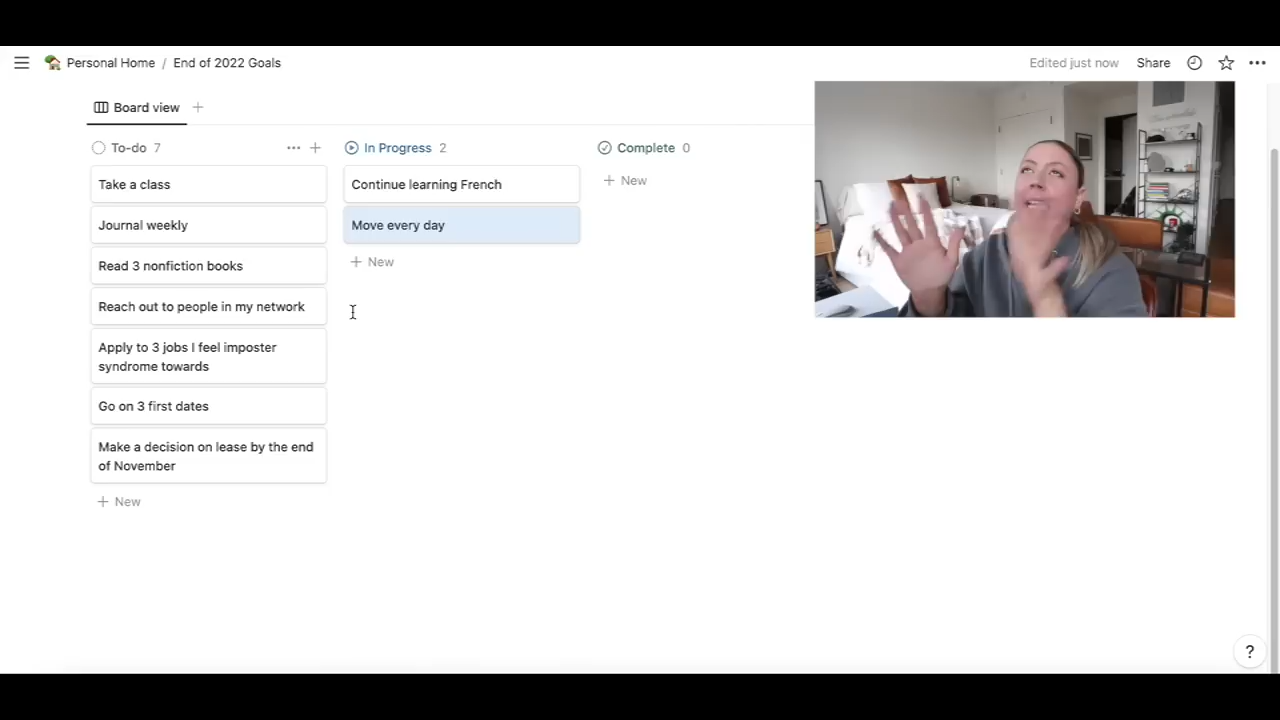 Personal Home / End of 2022 Goals
Edited just now
Share
Board view
To-do 7
Take a class
Journal weekly
Read 3 nonfiction books
Reach out to people in my network
Apply to 3 jobs I feel imposter
syndrome towards
Go on 3 first dates
Make a decision on lease by the end
of November
+ New
In Progress 2
Continue learning French
Move every day
+ New
Complete 0
+ New
?